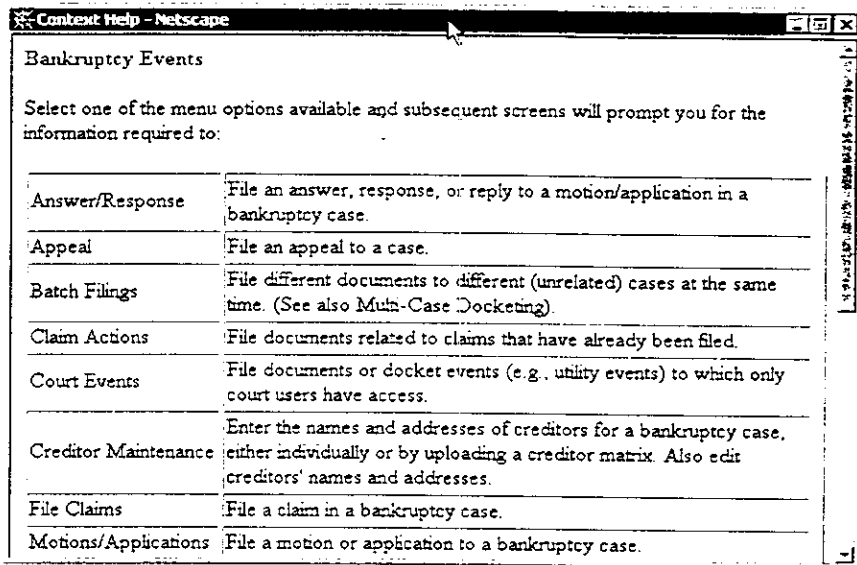 Context Help - Netscape
Bankruptcy Events
Select one of the menu options available and subsequent screens will prompt you for the
information required to:
Answer/Response
File an answer, response, or reply to a motion/application in a
bankruptcy case.
Appeal
File an appeal to a case.
Batch Filings
File different documents to different (unrelated) cases at the same
time. (See also Multi-Case Docketing).
Claim Actions
File documents related to claims that have already been filed.
Court Events
File documents or docket events (e.g., utility events) to which only
court users have access.
Creditor Maintenance
Enter the names and addresses of creditors for a bankruptcy case,
either individually or by uploading a creditor matrix. Also edit
creditors' names and addresses.
File Claims
File a claim in a bankruptcy case.
Motions/Applications
File a motion or application to a bankruptcy case.